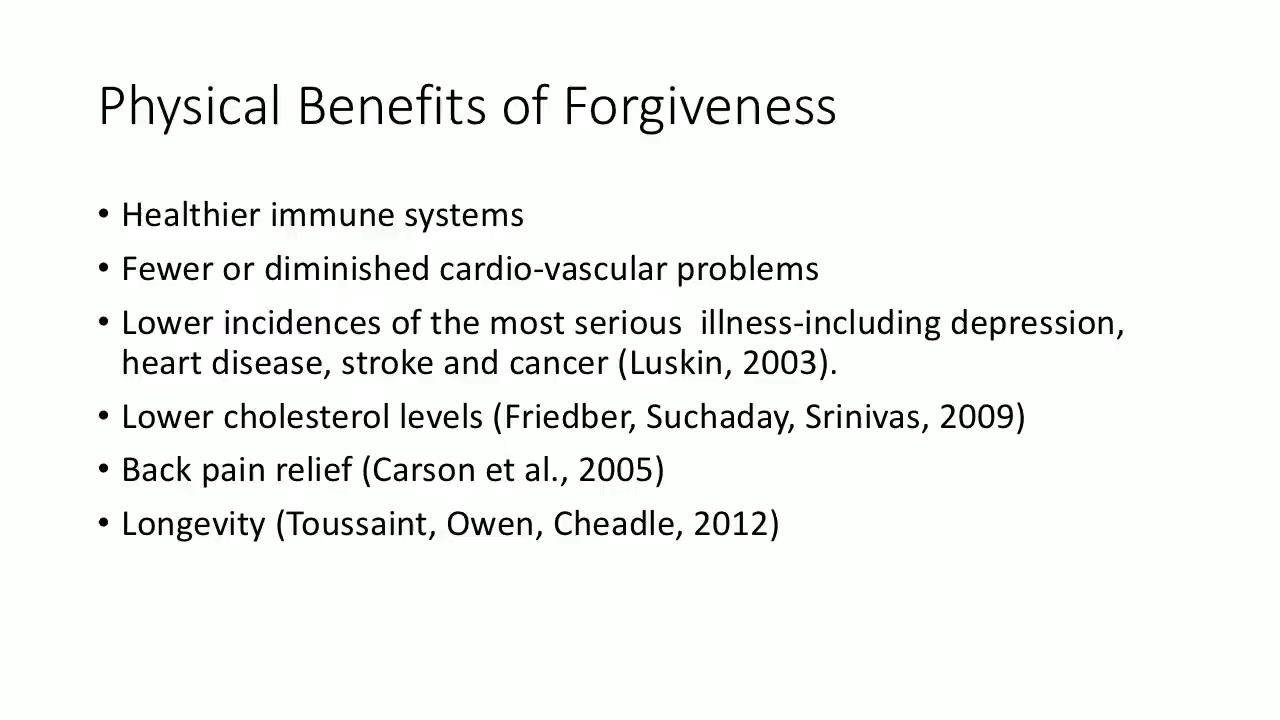 Physical Benefits of Forgiveness
• Healthier immune systems
• Fewer or diminished cardio-vascular problems
• Lower incidences of the most serious  illness-including depression,
heart disease, stroke and cancer (Luskin, 2003).
• Lower cholesterol levels (Friedber, Suchaday, Srinivas, 2009)
• Back pain relief (Carson et al., 2005)
• Longevity (Toussaint, Owen, Cheadle, 2012)